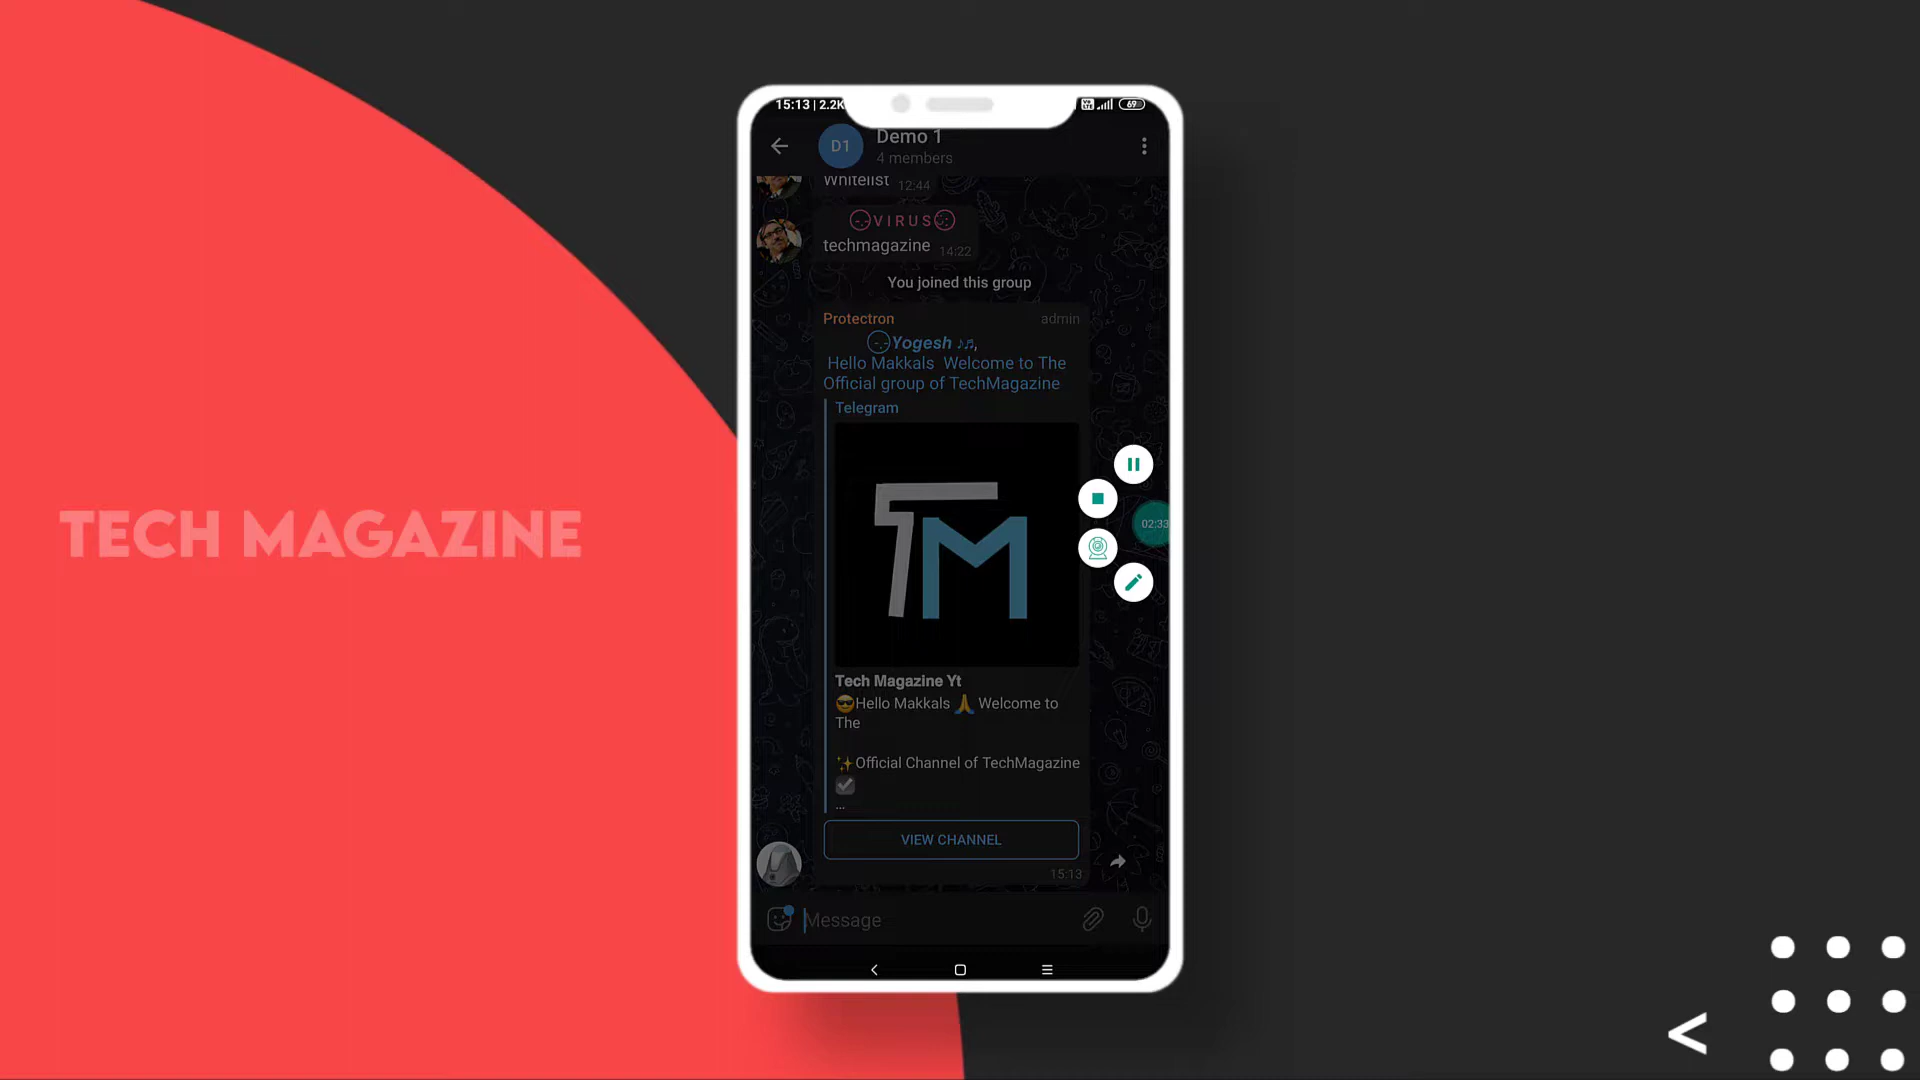 15:13 | 2.2K
69
D1
Demo 1
4 members
Whitelist 12:44
VIRUS
techmagazine 14:22
You joined this group
Protectron admin
Yogesh ♪♬,
Hello Makkals Welcome to The
Official group of TechMagazine
Telegram
TM
02:33
TECH MAGAZINE
Tech Magazine Yt
😎Hello Makkals 🙏 Welcome to
The
✨Official Channel of TechMagazine
☑
...
VIEW CHANNEL
15:13
Message